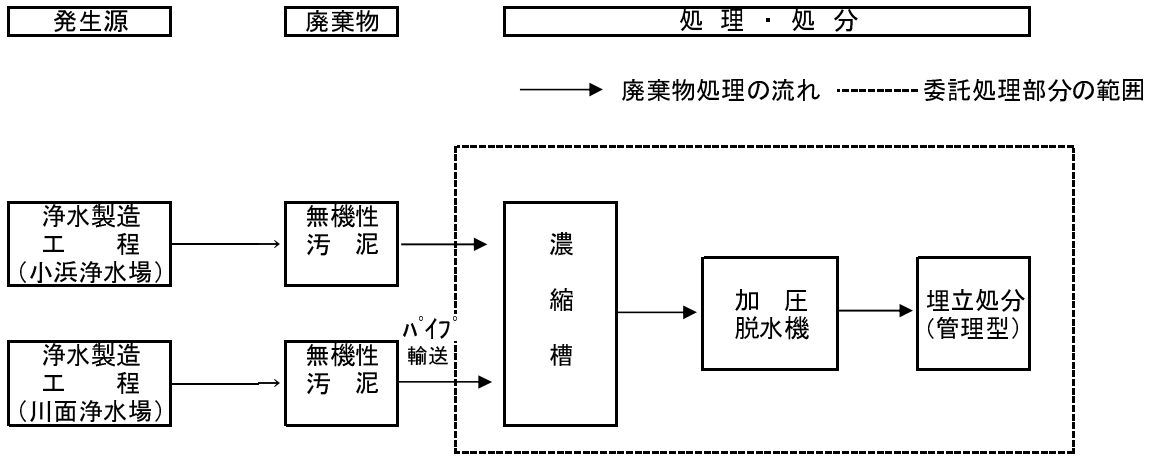 発生源
廃棄物
処 理 ・ 処 分
廃棄物処理の流れ
委託処理部分の範囲
浄水製造
工　　程
（小浜浄水場）
無機性
汚　泥
浄水製造
工　　程
（川面浄水場）
無機性
汚　泥
ﾊﾟｲﾌﾟ
輸送
濃
縮
槽
加　圧
脱水機
埋立処分
（管理型）